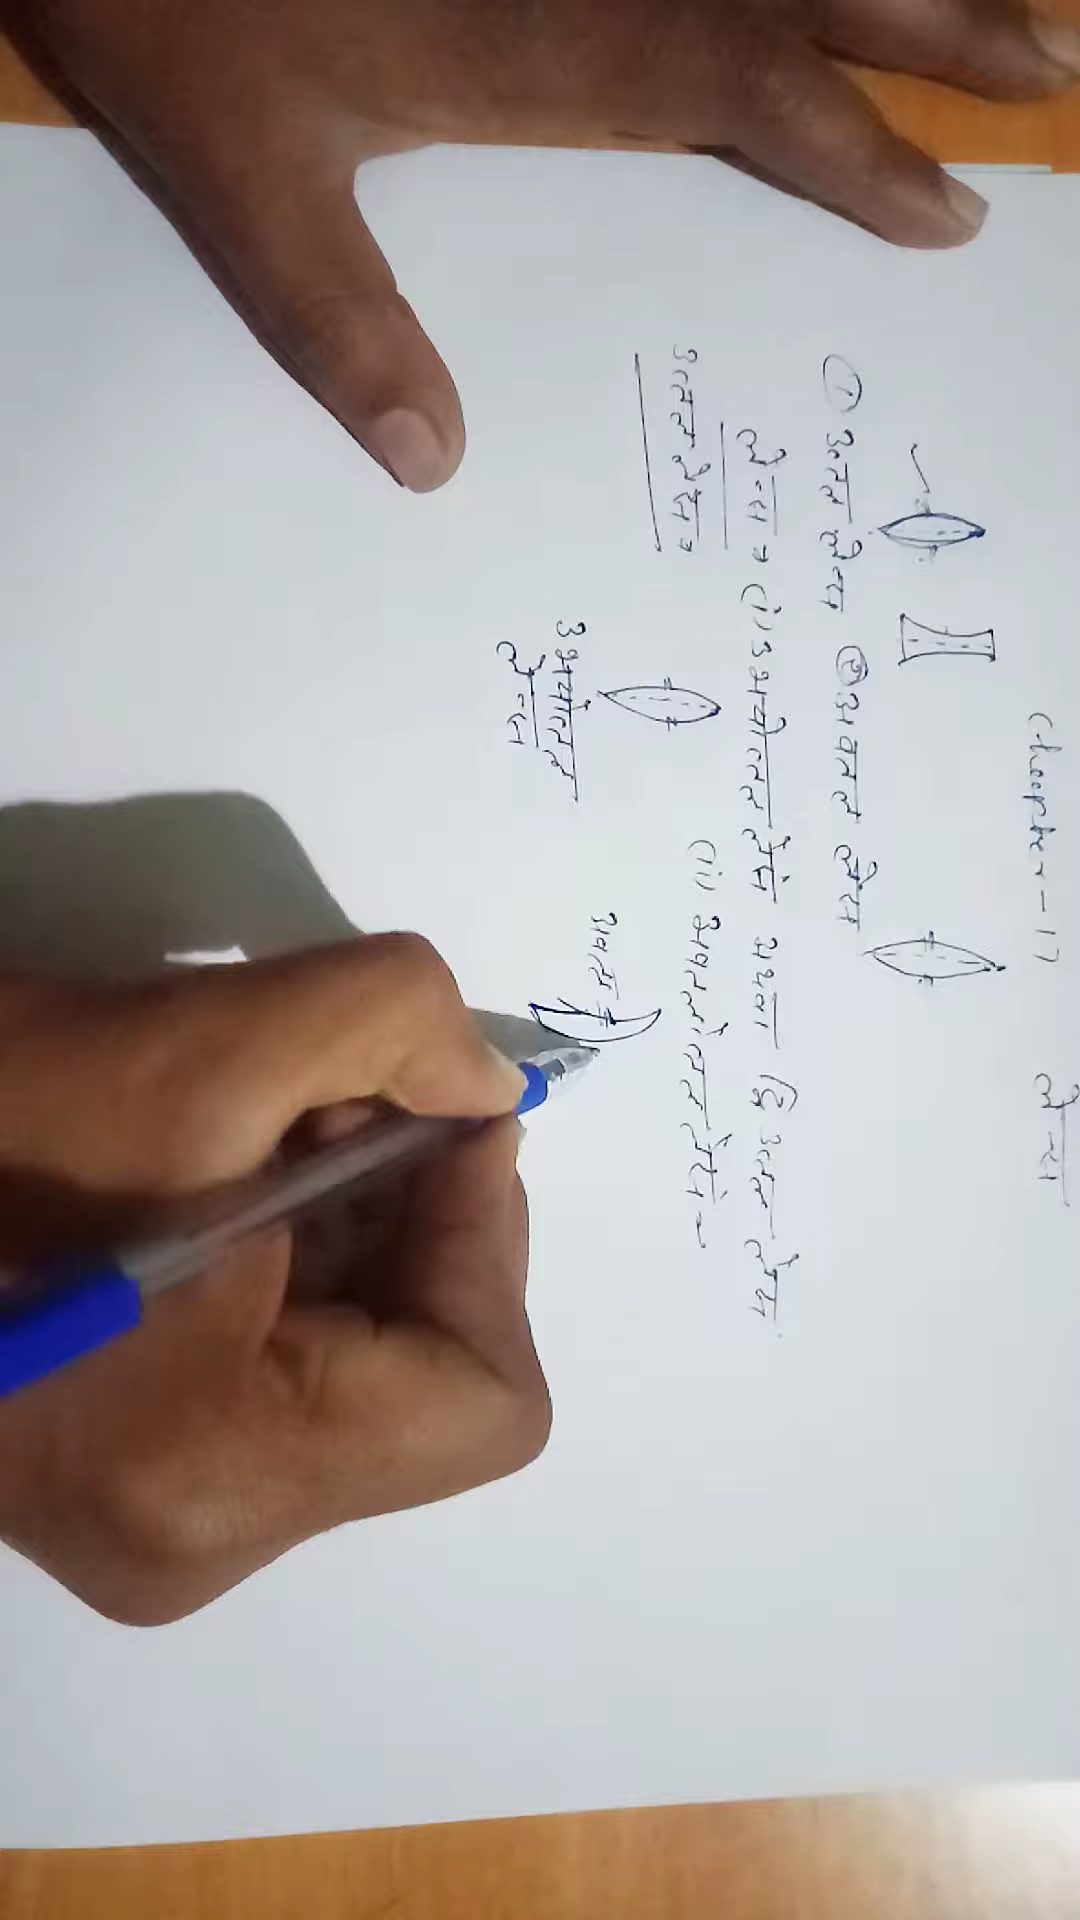 Chapter-17 लेन्स
① उत्तल लेन्स ② अवतल लेन्स
लेन्स → (i) उभयोत्तल लेंस अथवा द्वि उत्तल लेंस
उत्तल लेंस → (ii) अवतलोत्तल लेंस -
उभयोत्तल
लेन्स
अवतल